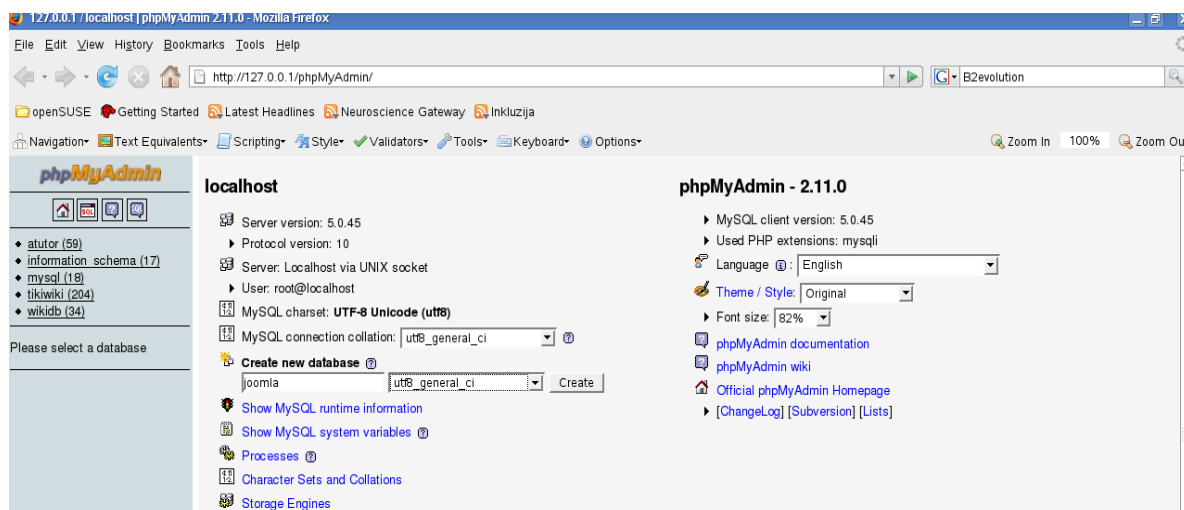 127.0.0.1 / localhost | phpMyAdmin 2.11.0 - Mozilla Firefox
File Edit View History Bookmarks Tools Help
http://127.0.0.1/phpMyAdmin/ G B2evolution
openSUSE Getting Started Latest Headlines Neuroscience Gateway Inkluzija
Navigation Text Equivalents Scripting Style Validators Tools Keyboard Options Zoom In 100% Zoom Ou
phpMyAdmin
SQL
atutor (59)
information_schema (17)
mysql (18)
tikiwiki (204)
wikidb (34)
Please select a database
localhost
Server version: 5.0.45
Protocol version: 10
Server: Localhost via UNIX socket
User: root@localhost
MySQL charset: UTF-8 Unicode (utf8)
MySQL connection collation: utf8_general_ci
Create new database
joomla utf8_general_ci Create
Show MySQL runtime information
Show MySQL system variables
Processes
Character Sets and Collations
Storage Engines
phpMyAdmin - 2.11.0
MySQL client version: 5.0.45
Used PHP extensions: mysqli
Language : English
Theme / Style: Original
Font size: 82%
phpMyAdmin documentation
phpMyAdmin wiki
Official phpMyAdmin Homepage
[ChangeLog] [Subversion] [Lists]